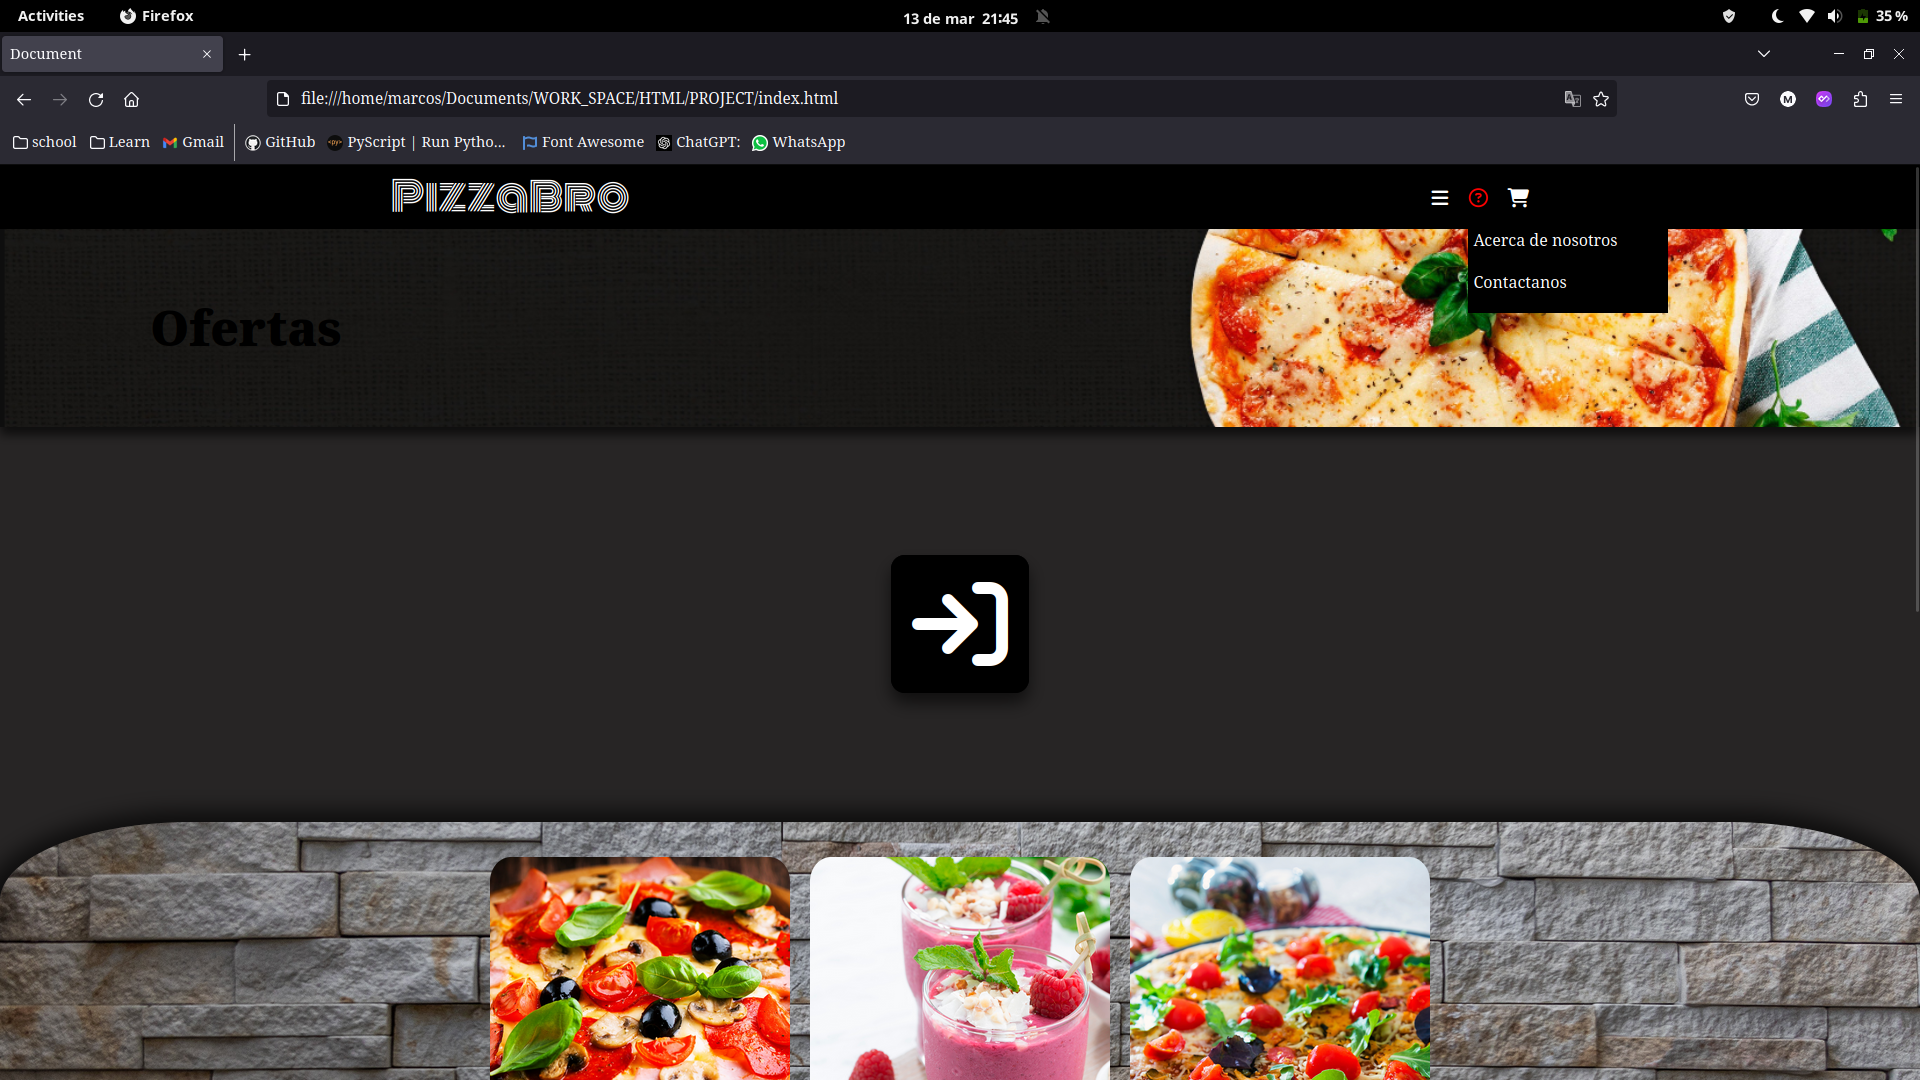 Activities Firefox 13 de mar 21:45 35 %
Document
file:///home/marcos/Documents/WORK_SPACE/HTML/PROJECT/index.html
school Learn Gmail GitHub PyScript | Run Pytho... Font Awesome ChatGPT: WhatsApp
PizzaBro
Acerca de nosotros
Contactanos
Ofertas